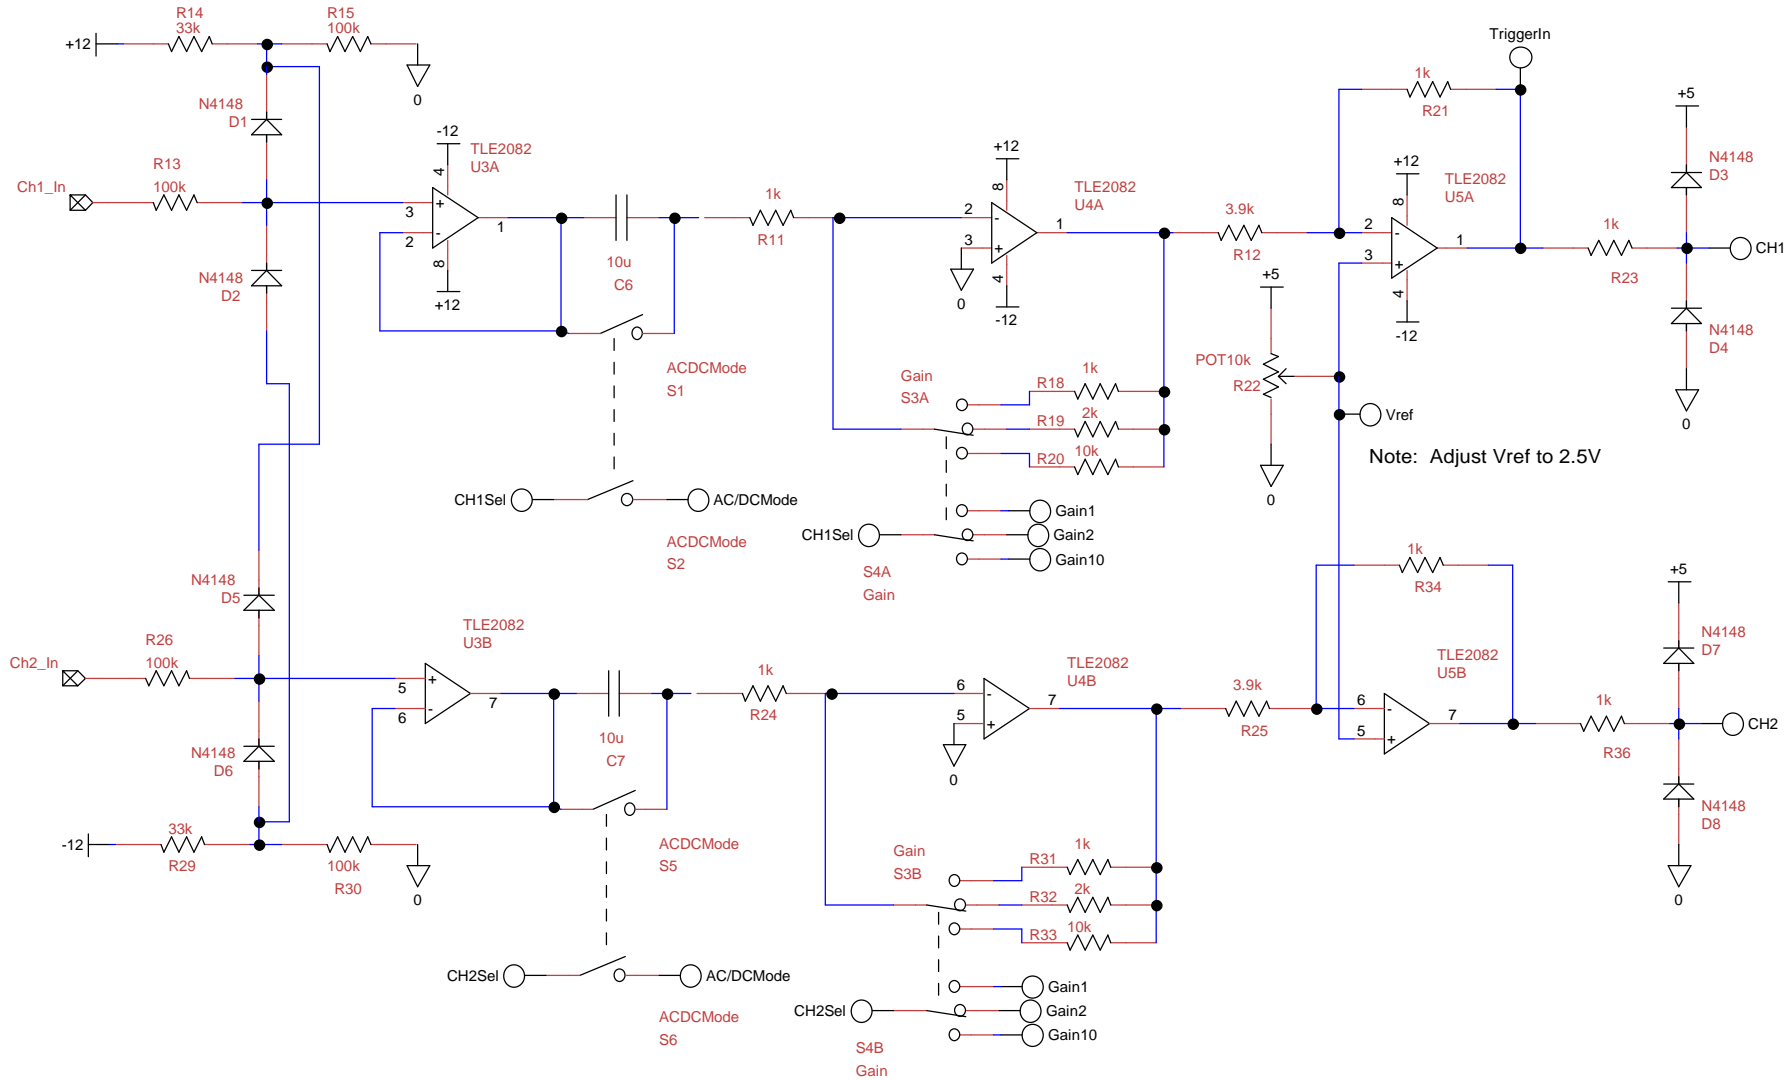 R14
33k
R15
100k
+12
0
N4148
D1
R13
100k
Ch1_In
N4148
D2
-12
4
TLE2082
U3A
3
+
2
-
1
8
+12
10u
C6
1k
R11
ACDCMode
S1
CH1Sel
AC/DCMode
ACDCMode
S2
+12
8
TLE2082
U4A
2
-
3
+
1
0
4
-12
Gain
S3A
R18
1k
R19
2k
R20
10k
Gain1
CH1Sel
Gain2
Gain10
S4A
Gain
3.9k
R12
TriggerIn
1k
R21
+12
8
TLE2082
U5A
2
-
3
+
1
4
-12
+5
POT10k
R22
0
Vref
Note: Adjust Vref to 2.5V
1k
R23
+5
N4148
D3
CH1
N4148
D4
0
N4148
D5
R26
100k
Ch2_In
N4148
D6
-12
33k
R29
100k
R30
0
TLE2082
U3B
5
+
6
-
7
10u
C7
1k
R24
ACDCMode
S5
CH2Sel
AC/DCMode
ACDCMode
S6
TLE2082
U4B
6
-
5
+
7
0
Gain
S3B
R31
1k
R32
2k
R33
10k
Gain1
CH2Sel
Gain2
Gain10
S4B
Gain
3.9k
R25
1k
R34
TLE2082
U5B
6
-
5
+
7
1k
R36
+5
N4148
D7
CH2
N4148
D8
0